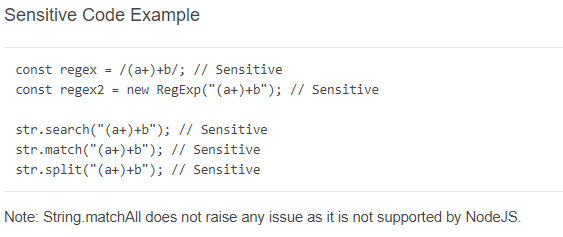 Sensitive Code Example
const regex = /(a+)+b/; // Sensitive
const regex2 = new RegExp("(a+)+b"); // Sensitive
str.search("(a+)+b"); // Sensitive
str.match("(a+)+b"); // Sensitive
str.split("(a+)+b"); // Sensitive
Note: String.matchAll does not raise any issue as it is not supported by NodeJS.